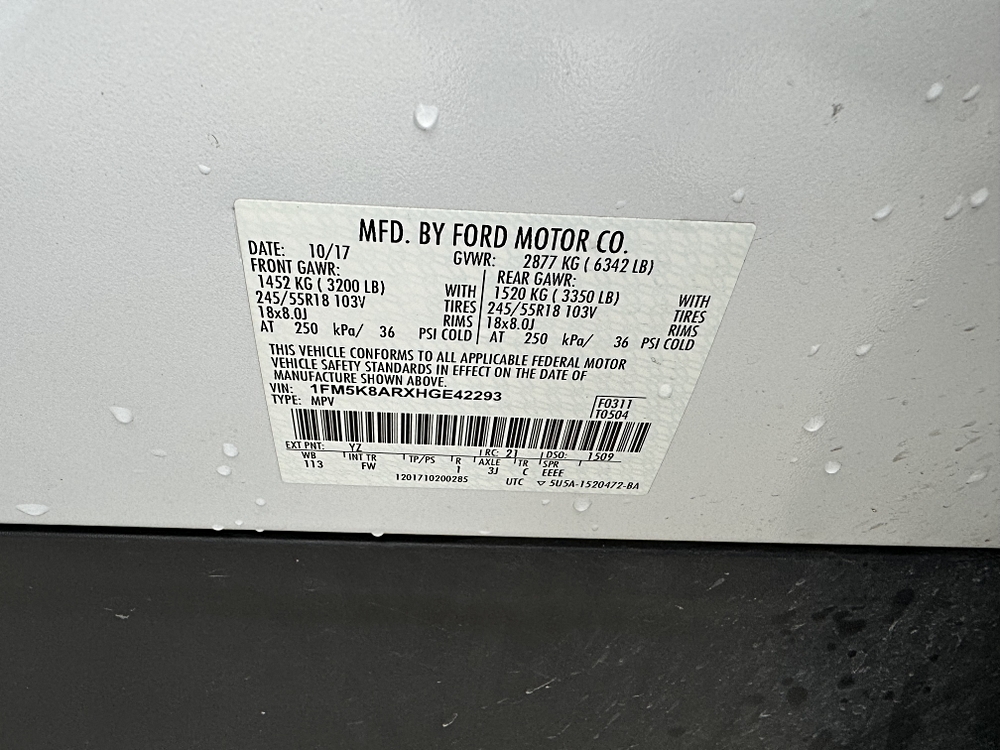 MFD. BY FORD MOTOR CO.
DATE: 10/17 GVWR: 2877 KG ( 6342 LB)
FRONT GAWR: REAR GAWR:
1452 KG ( 3200 LB) WITH 1520 KG ( 3350 LB) WITH
245/55R18 103V TIRES 245/55R18 103V TIRES
18x8.0J RIMS 18x8.0J RIMS
AT 250 kPa/ 36 PSI COLD AT 250 kPa/ 36 PSI COLD
THIS VEHICLE CONFORMS TO ALL APPLICABLE FEDERAL MOTOR
VEHICLE SAFETY STANDARDS IN EFFECT ON THE DATE OF
MANUFACTURE SHOWN ABOVE.
VIN: 1FM5K8ARXHGE42293 F0311
TYPE: MPV T0504
EXT PNT: YZ RC: 21 DSO: 1509
WB INT TR TP/PS R AXLE TR SPR
113 FW 1 3J C EEEE
1201710200285 UTC ▽ 5U5A-1520472-BA